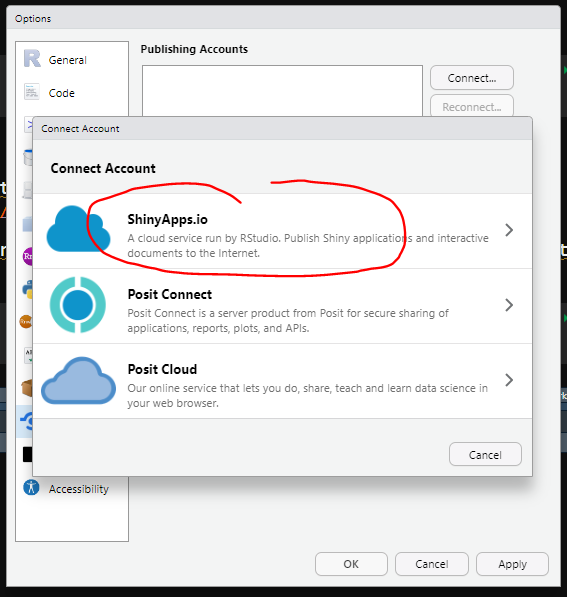 Options
General
Code
Publishing Accounts
Connect...
Reconnect...
Connect Account
Connect Account
ShinyApps.io
A cloud service run by RStudio. Publish Shiny applications and interactive
documents to the Internet.
Posit Connect
Posit Connect is a server product from Posit for secure sharing of
applications, reports, plots, and APIs.
Posit Cloud
Our online service that lets you do, share, teach and learn data science in
your web browser.
Cancel
Accessibility
OK
Cancel
Apply